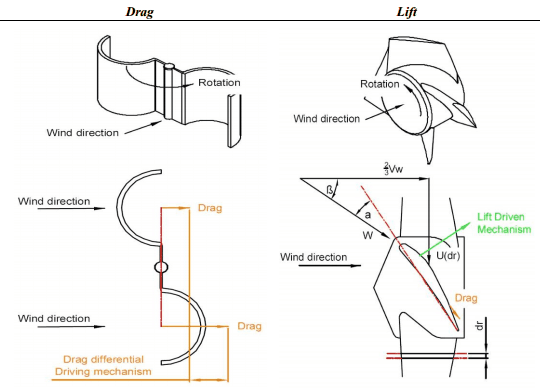 Drag
Lift
Rotation
Wind direction
Rotation
Wind direction
Wind direction
Drag
Wind direction
Drag
Drag differential
Driving mechanism
⅔Vw
ß
a
W
Lift Driven
Mechanism
U(dr)
Wind direction
Drag
dr